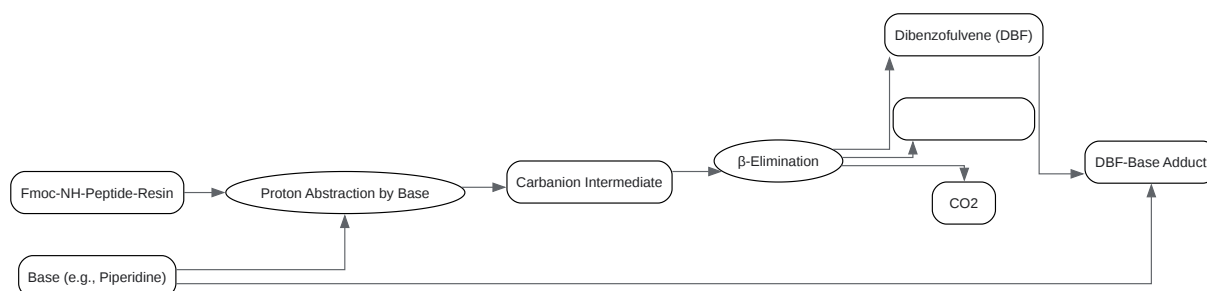 Dibenzofulvene (DBF)
β-Elimination
DBF-Base Adduct
Fmoc-NH-Peptide-Resin
Proton Abstraction by Base
Carbanion Intermediate
CO2
Base (e.g., Piperidine)